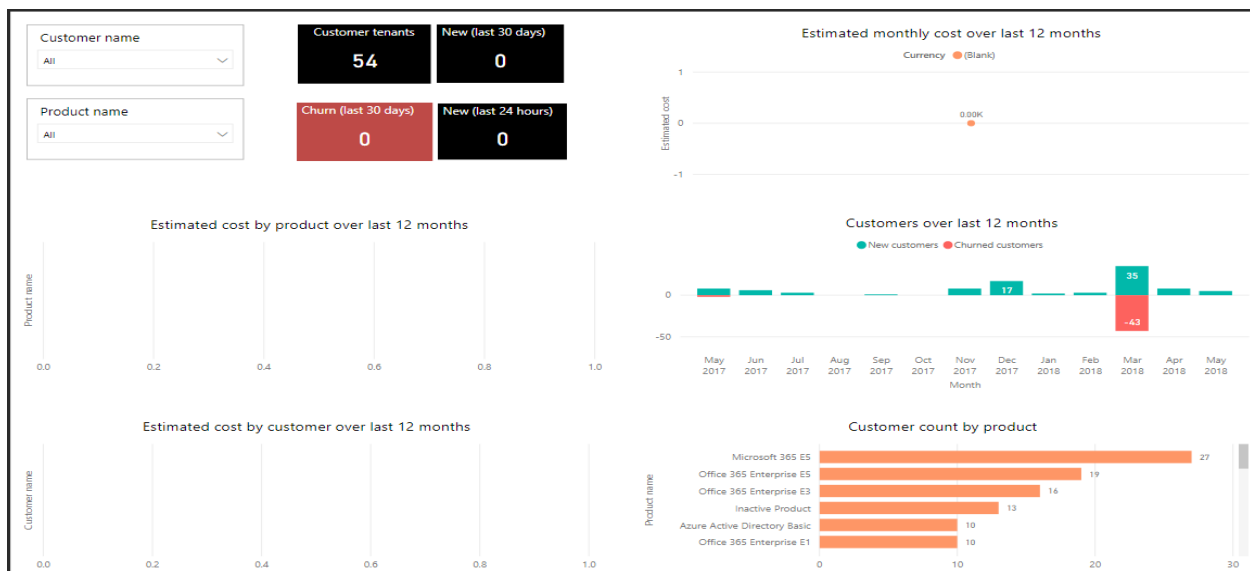 Customer name
All
Product name
All
Customer tenants
54
New (last 30 days)
0
Churn (last 30 days)
0
New (last 24 hours)
0
Estimated monthly cost over last 12 months
Currency (Blank)
Estimated cost
1
0
-1
0.00K
Estimated cost by product over last 12 months
Product name
0.0 0.2 0.4 0.6 0.8 1.0
Customers over last 12 months
New customers Churned customers
0
-50
17
35
-43
May Jun Jul Aug Sep Oct Nov Dec Jan Feb Mar Apr May
2017 2017 2017 2017 2017 2017 2017 2017 2018 2018 2018 2018 2018
Month
Estimated cost by customer over last 12 months
Customer name
0.0 0.2 0.4 0.6 0.8 1.0
Customer count by product
Product name
Microsoft 365 E5 27
Office 365 Enterprise E5 19
Office 365 Enterprise E3 16
Inactive Product 13
Azure Active Directory Basic 10
Office 365 Enterprise E1 10
0 10 20 30